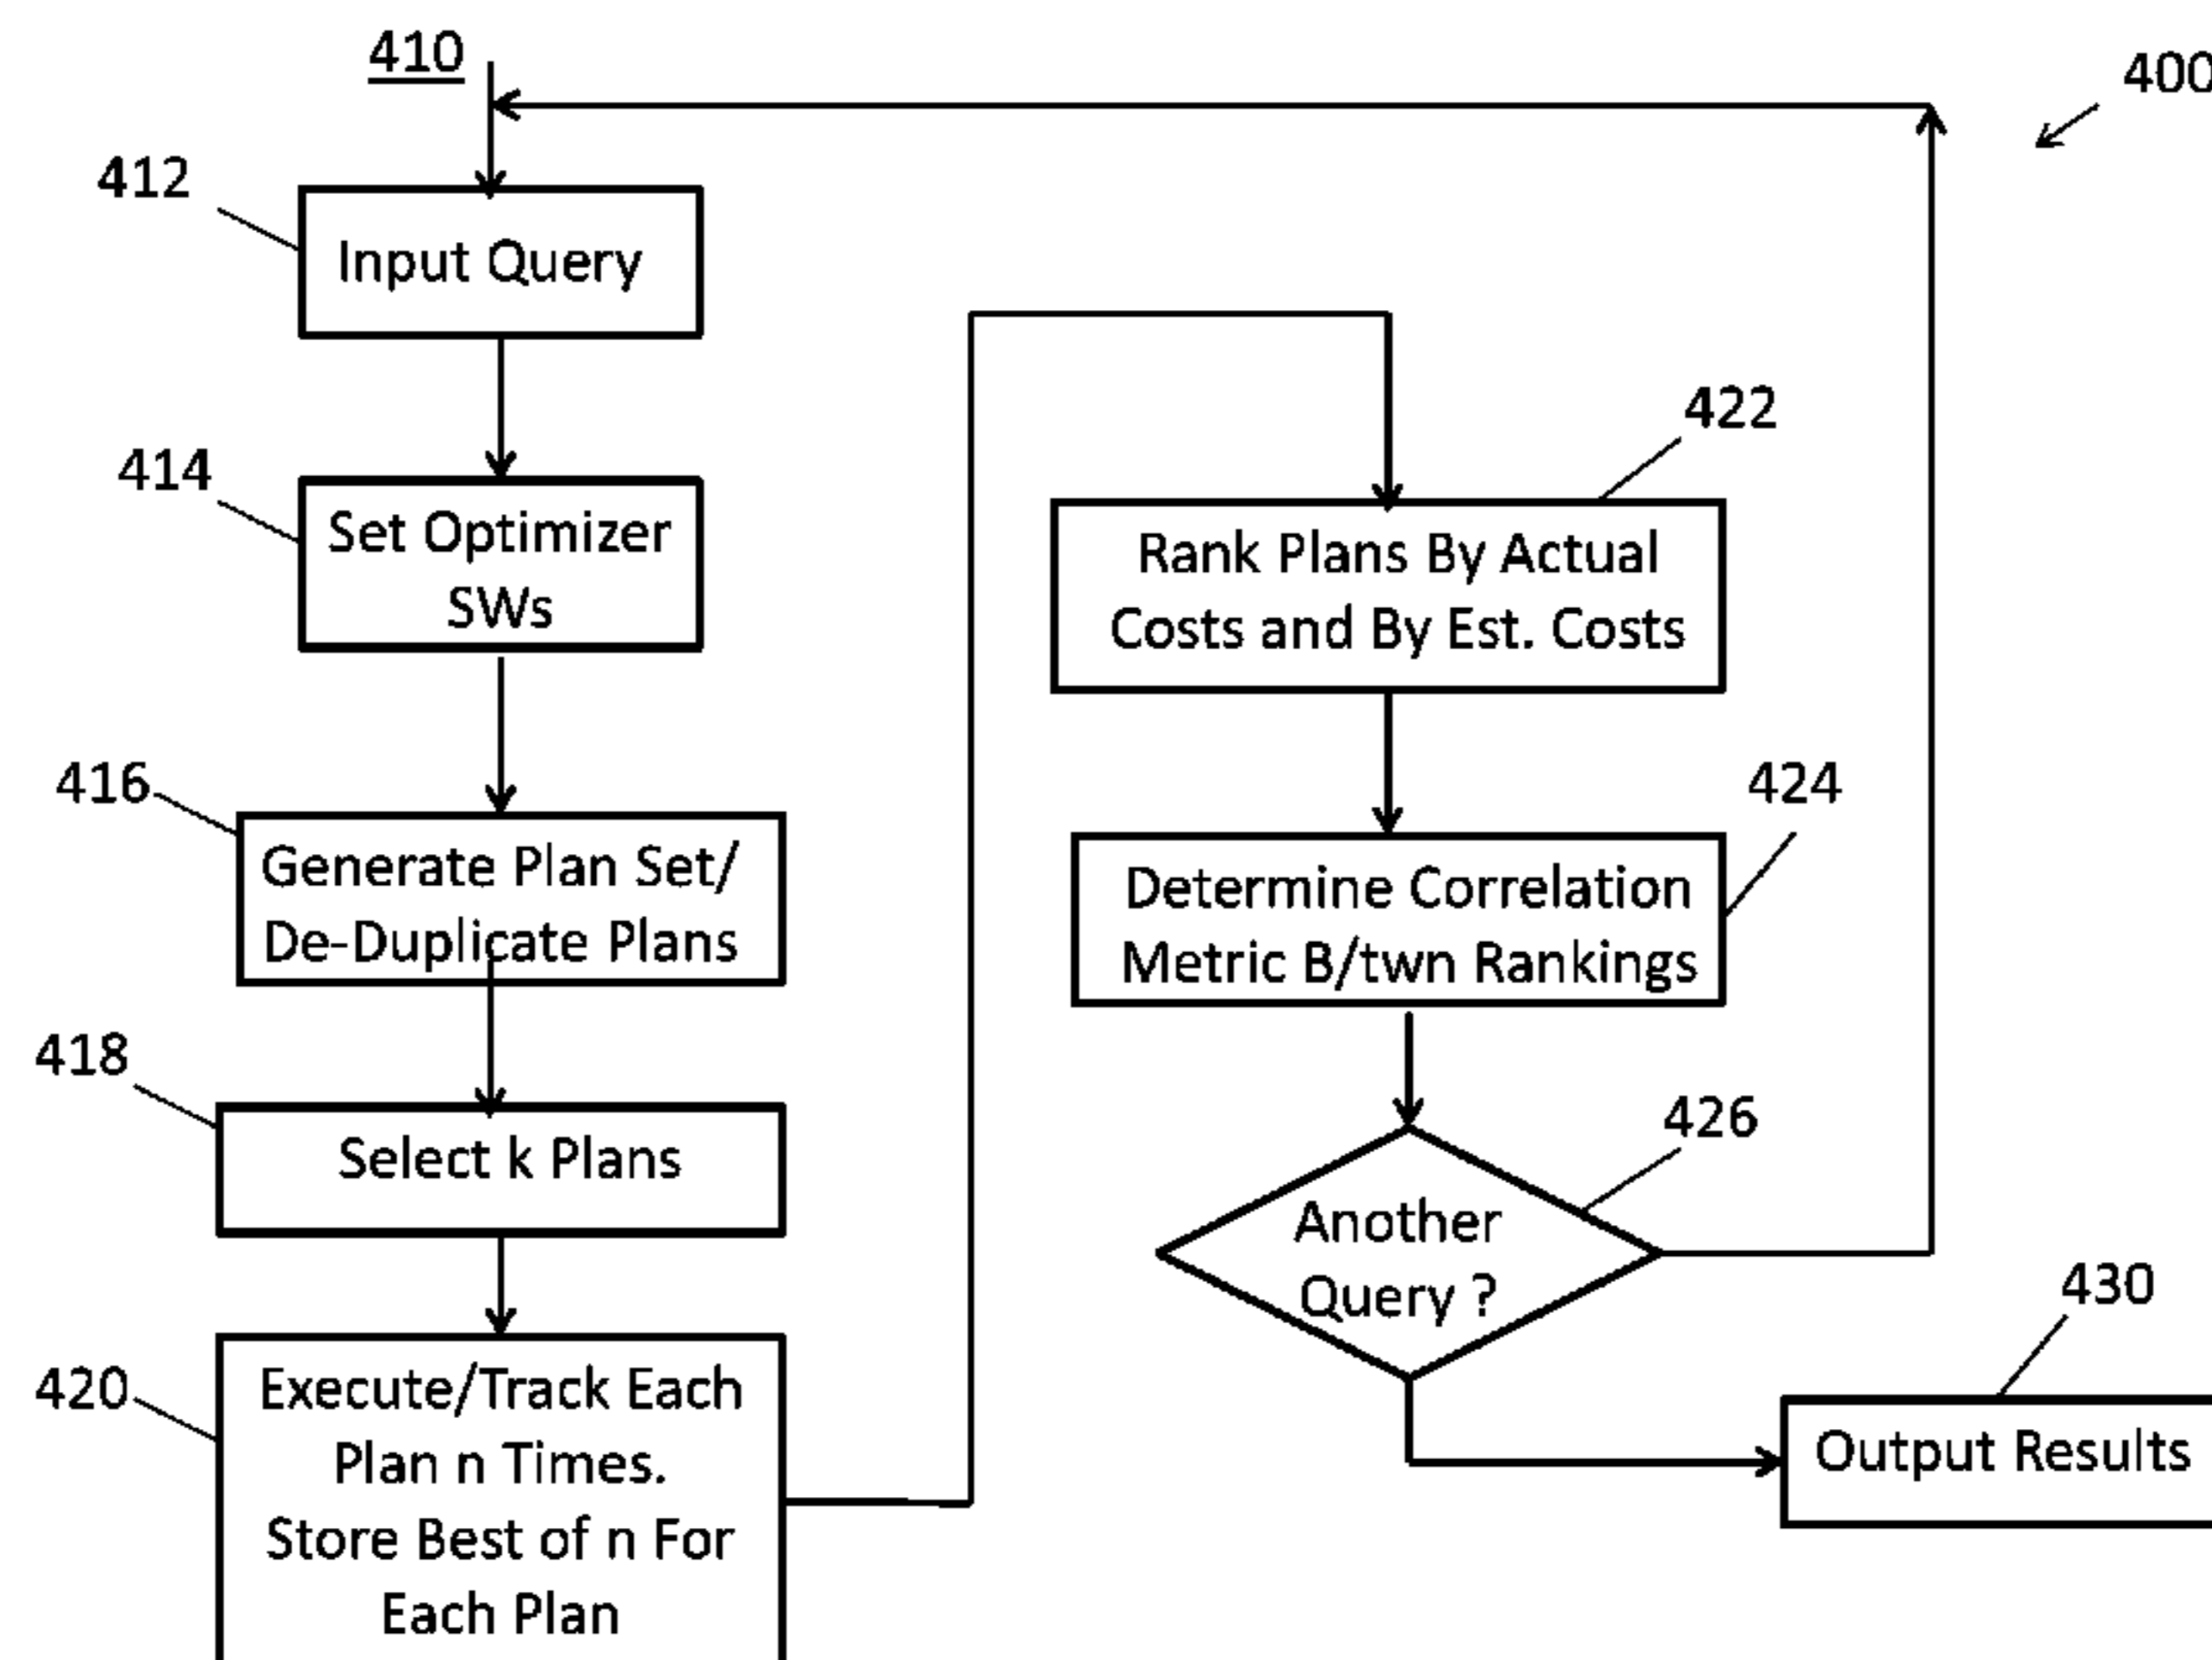 410
400
412
Input Query
414
Set Optimizer
SWs
416
Generate Plan Set/
De-Duplicate Plans
418
Select k Plans
420
Execute/Track Each
Plan n Times.
Store Best of n For
Each Plan
422
Rank Plans By Actual
Costs and By Est. Costs
424
Determine Correlation
Metric B/twn Rankings
426
Another
Query ?
430
Output Results